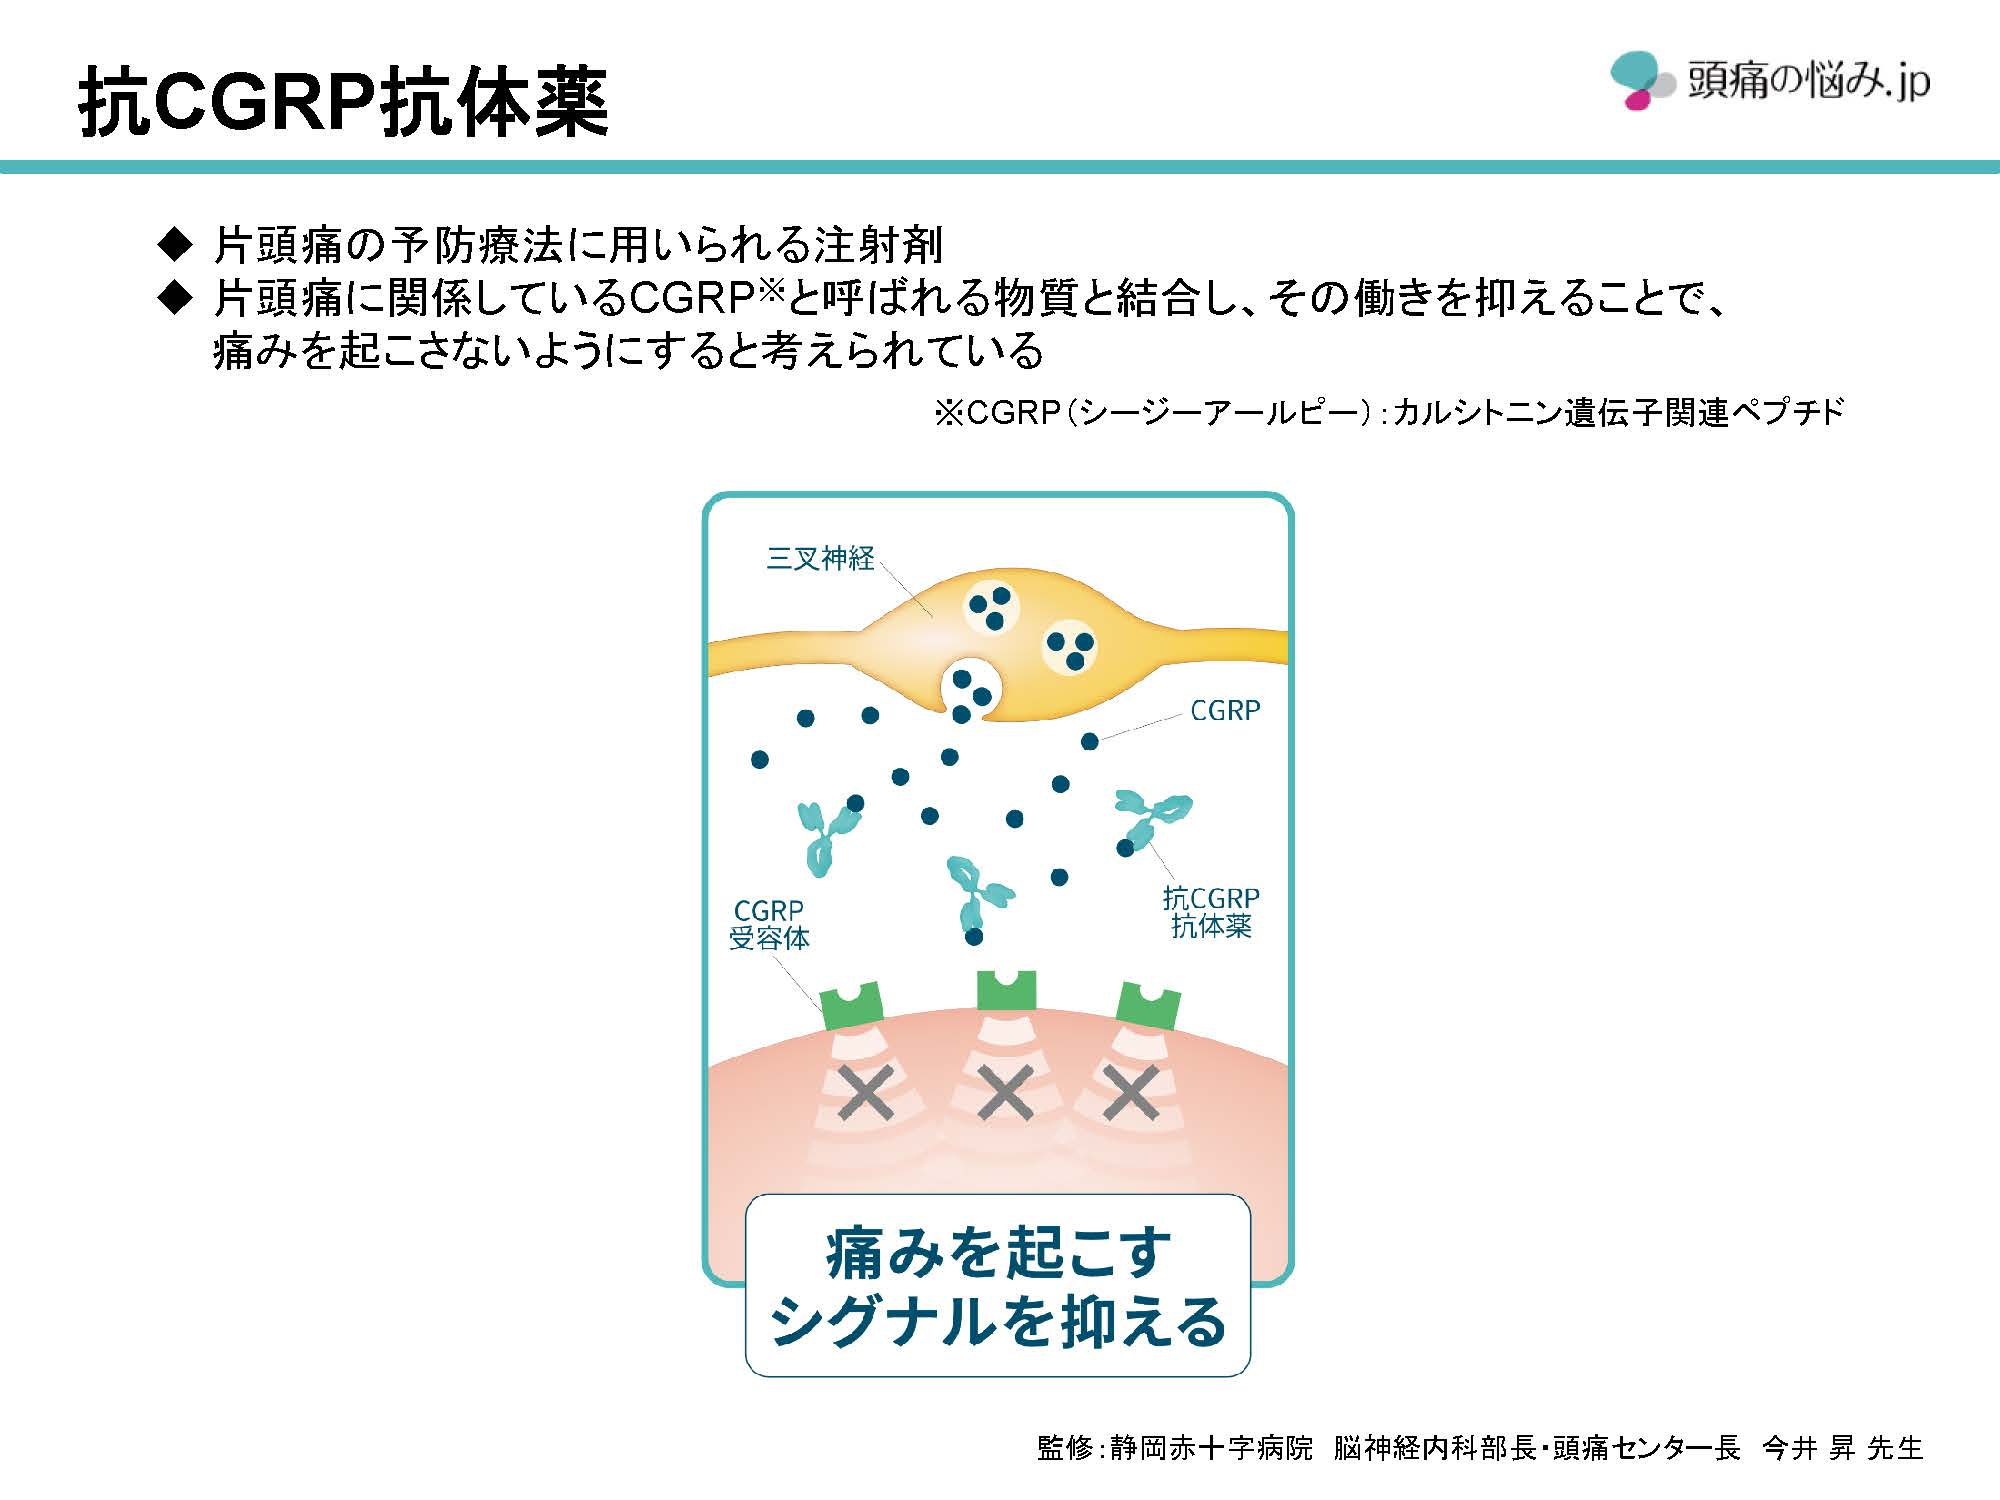 抗CGRP抗体薬
頭痛の悩み.jp
◆ 片頭痛の予防療法に用いられる注射剤
◆ 片頭痛に関係しているCGRP※と呼ばれる物質と結合し、その働きを抑えることで、
痛みを起こさないようにすると考えられている
※CGRP（シージーアールピー）：カルシトニン遺伝子関連ペプチド
三叉神経
CGRP
抗CGRP
抗体薬
CGRP
受容体
痛みを起こす
シグナルを抑える
監修：静岡赤十字病院　脳神経内科部長・頭痛センター長　今井 昇 先生